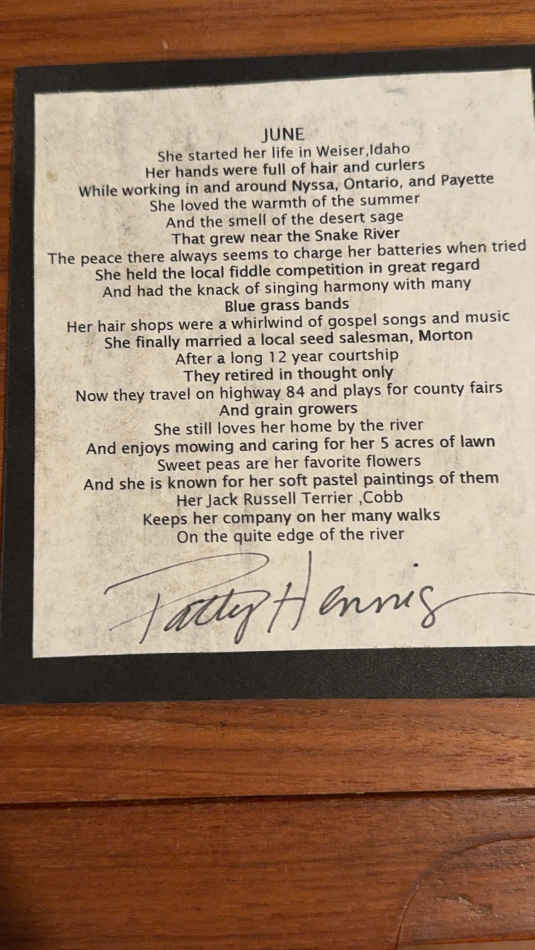 JUNE
She started her life in Weiser,Idaho
Her hands were full of hair and curlers
While working in and around Nyssa, Ontario, and Payette
She loved the warmth of the summer
And the smell of the desert sage
That grew near the Snake River
The peace there always seems to charge her batteries when tried
She held the local fiddle competition in great regard
And had the knack of singing harmony with many
Blue grass bands
Her hair shops were a whirlwind of gospel songs and music
She finally married a local seed salesman, Morton
After a long 12 year courtship
They retired in thought only
Now they travel on highway 84 and plays for county fairs
And grain growers
She still loves her home by the river
And enjoys mowing and caring for her 5 acres of lawn
Sweet peas are her favorite flowers
And she is known for her soft pastel paintings of them
Her Jack Russell Terrier ,Cobb
Keeps her company on her many walks
On the quite edge of the river
Patty Hennig